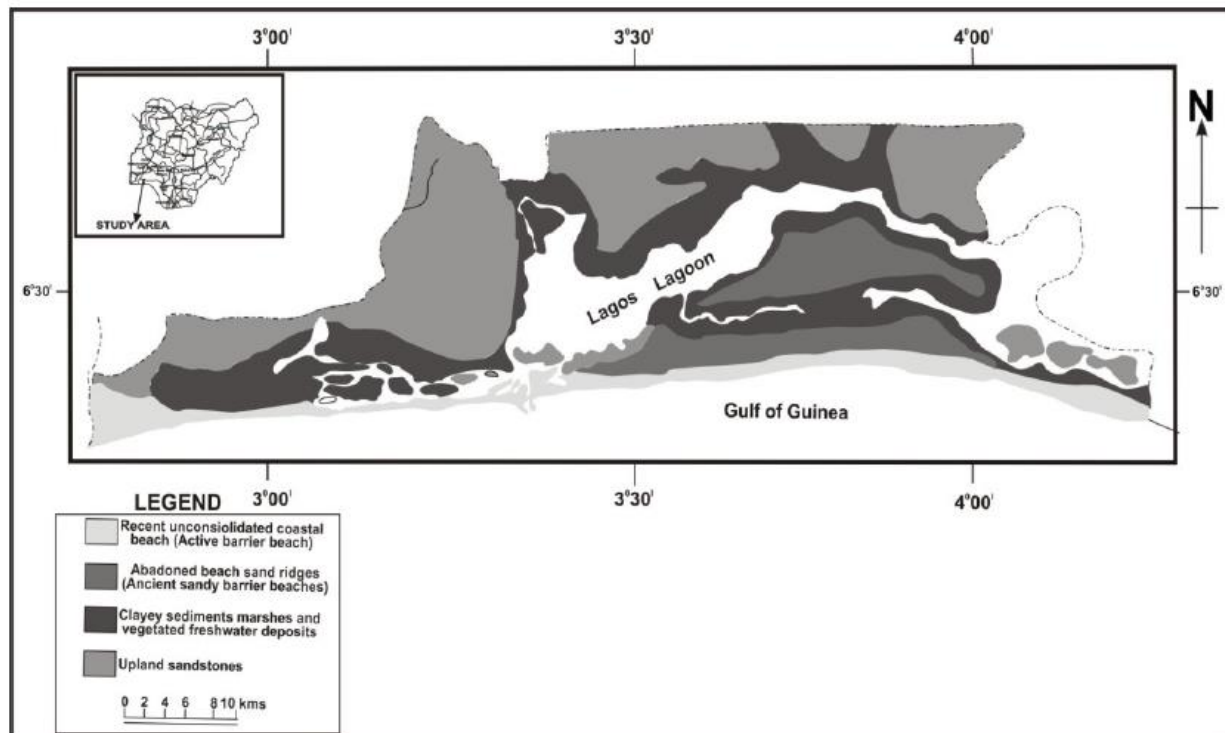 3°00'
3°30'
4°00'
N
STUDY AREA
6°30'
6°30'
Lagos Lagoon
Gulf of Guinea
3°00'
3°30'
4°00'
LEGEND
Recent unconsiolidated coastal
beach (Active barrier beach)
Abadoned beach sand ridges
(Ancient sandy barrier beaches)
Clayey sediments marshes and
vegetated freshwater deposits
Upland sandstones
0 2 4 6 8 10 kms